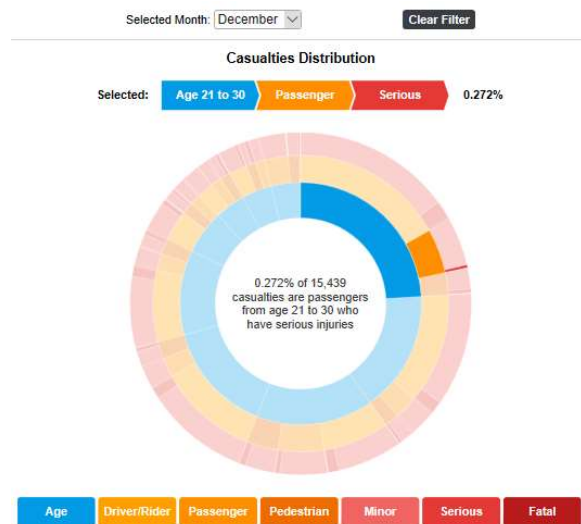 Selected Month: December Clear Filter
Casualties Distribution
Selected: Age 21 to 30 Passenger Serious 0.272%
0.272% of 15,439
casualties are passengers
from age 21 to 30 who
have serious injuries
Age Driver/Rider Passenger Pedestrian Minor Serious Fatal